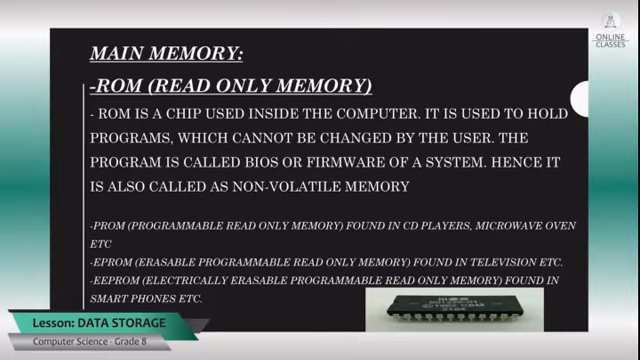 ONLINE
CLASSES
MAIN MEMORY:
-ROM (READ ONLY MEMORY)
- ROM IS A CHIP USED INSIDE THE COMPUTER. IT IS USED TO HOLD
PROGRAMS, WHICH CANNOT BE CHANGED BY THE USER. THE
PROGRAM IS CALLED BIOS OR FIRMWARE OF A SYSTEM. HENCE IT
IS ALSO CALLED AS NON-VOLATILE MEMORY
-PROM (PROGRAMMABLE READ ONLY MEMORY) FOUND IN CD PLAYERS, MICROWAVE OVEN
ETC
-EPROM (ERASABLE PROGRAMMABLE READ ONLY MEMORY) FOUND IN TELEVISION ETC.
-EEPROM (ELECTRICALLY ERASABLE PROGRAMMABLE READ ONLY MEMORY) FOUND IN
SMART PHONES ETC.
Lesson: DATA STORAGE
Computer Science - Grade 8